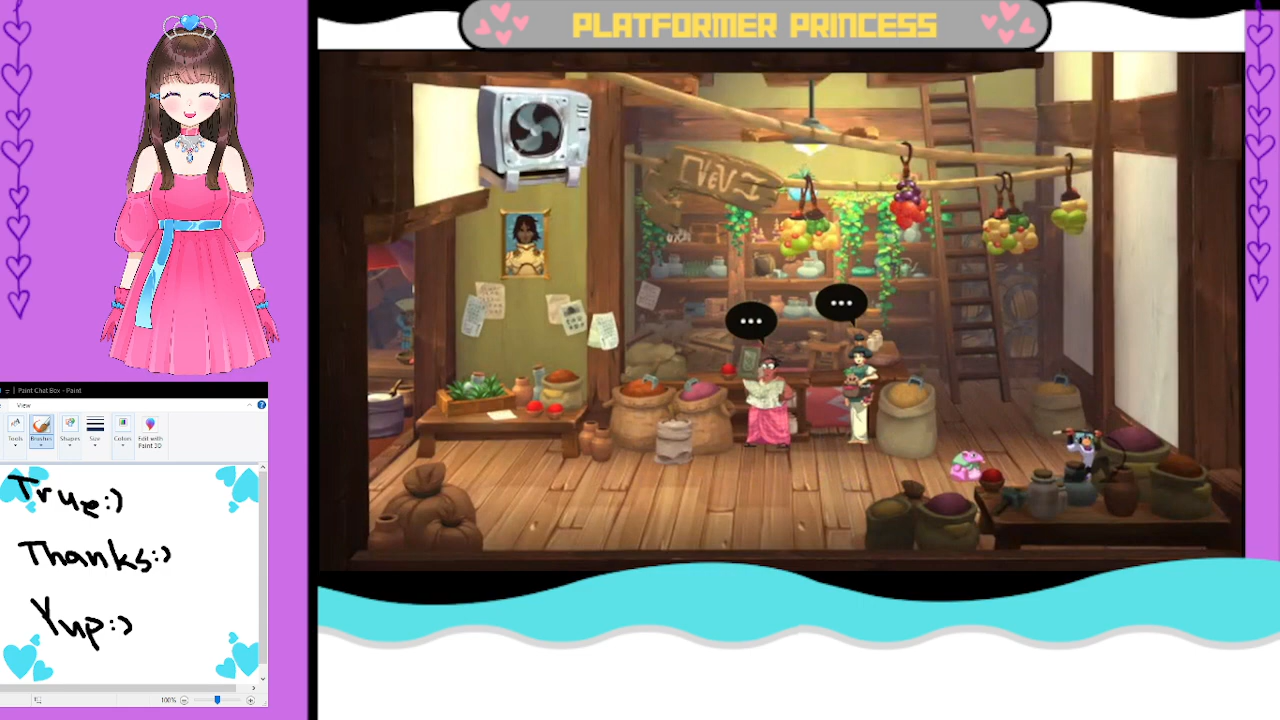 PLATFORMER PRINCESS
Paint Chat Box - Paint
View
Tools
Brushes
Shapes
Size
Colors
Edit with
Paint 3D
True:)
Thanks:)
Yup:)
100%
...
...